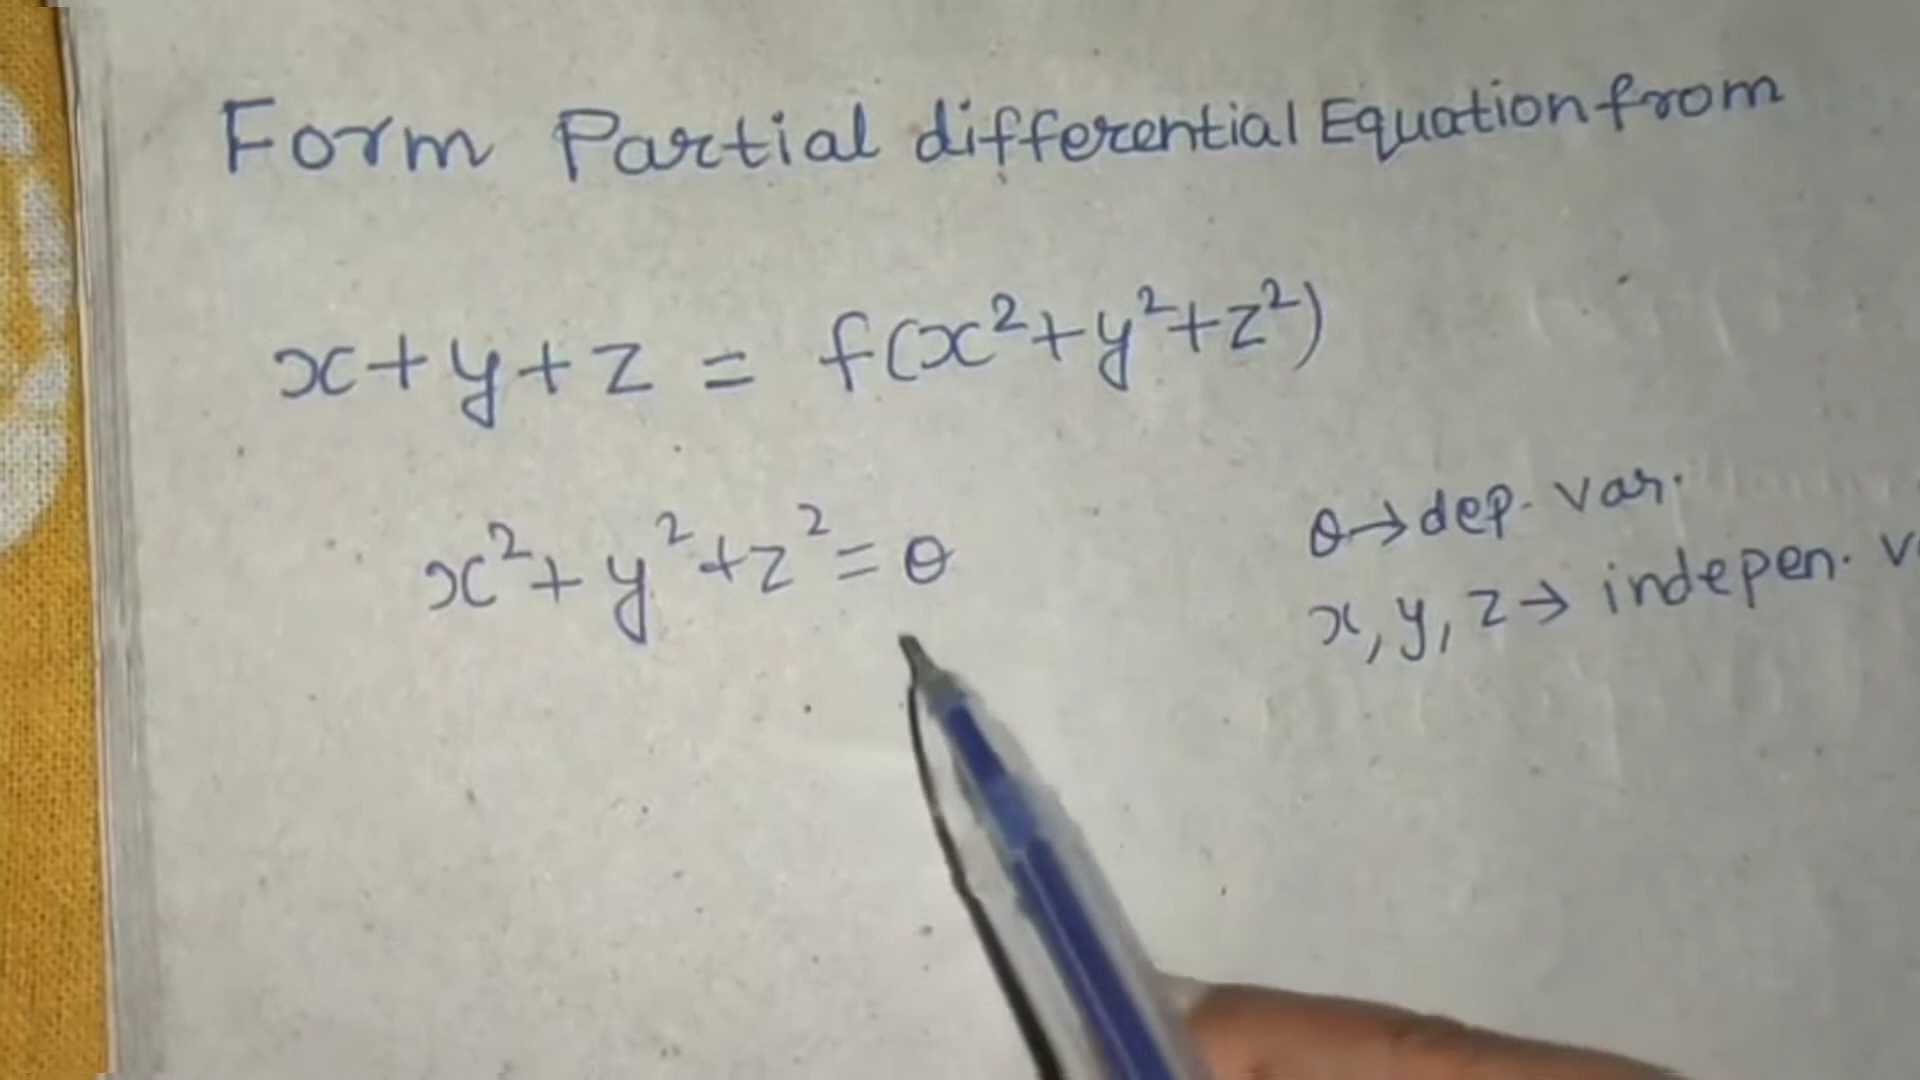 Form Partial differential Equation from
x+y+z = f(x²+y²+z²)
x²+y²+z²=θ
θ→dep. var.
x, y, z→ indepen.